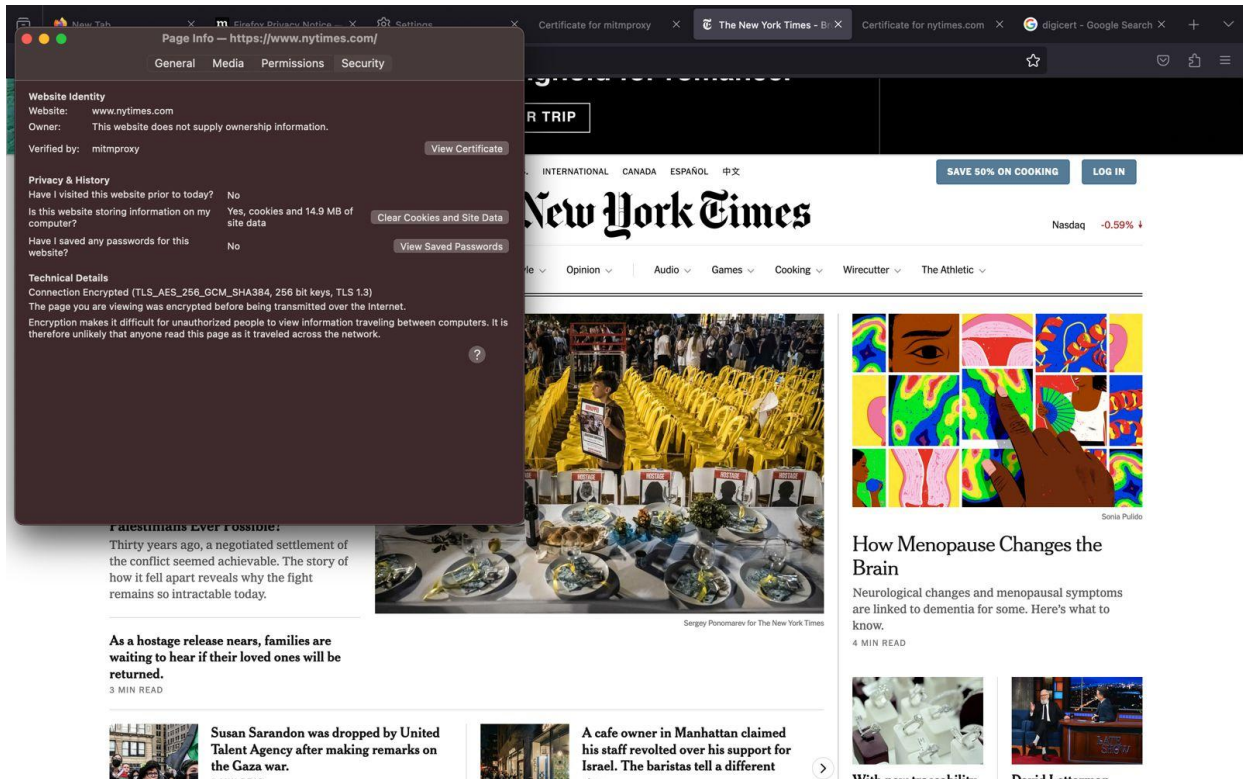 New Tab
Firefox Privacy Notice —
Settings
Certificate for mitmproxy
The New York Times - Br
Certificate for nytimes.com
digicert - Google Search
Page Info — https://www.nytimes.com/
General Media Permissions Security
Website Identity
Website: www.nytimes.com
Owner: This website does not supply ownership information.
Verified by: mitmproxy
View Certificate
Privacy & History
Have I visited this website prior to today? No
Is this website storing information on my computer? Yes, cookies and 14.9 MB of site data
Clear Cookies and Site Data
Have I saved any passwords for this website? No
View Saved Passwords
Technical Details
Connection Encrypted (TLS_AES_256_GCM_SHA384, 256 bit keys, TLS 1.3)
The page you are viewing was encrypted before being transmitted over the Internet.
Encryption makes it difficult for unauthorized people to view information traveling between computers. It is
therefore unlikely that anyone read this page as it traveled across the network.
?
R TRIP
INTERNATIONAL CANADA ESPAÑOL 中文
SAVE 50% ON COOKING
LOG IN
New York Times
Nasdaq -0.59%
Opinion Audio Games Cooking Wirecutter The Athletic
Palestinians Ever Possible?
Thirty years ago, a negotiated settlement of
the conflict seemed achievable. The story of
how it fell apart reveals why the fight
remains so intractable today.
As a hostage release nears, families are
waiting to hear if their loved ones will be
returned.
3 MIN READ
HOSTAGE
HOSTAGE
HOSTAGE
HOSTAGE
Sergey Ponomarev for The New York Times
Susan Sarandon was dropped by United
Talent Agency after making remarks on
the Gaza war.
A cafe owner in Manhattan claimed
his staff revolted over his support for
Israel. The baristas tell a different
Sonia Pulido
How Menopause Changes the
Brain
Neurological changes and menopausal symptoms
are linked to dementia for some. Here's what to
know.
4 MIN READ
LATE
SHOW
With new traceability
David Letterman